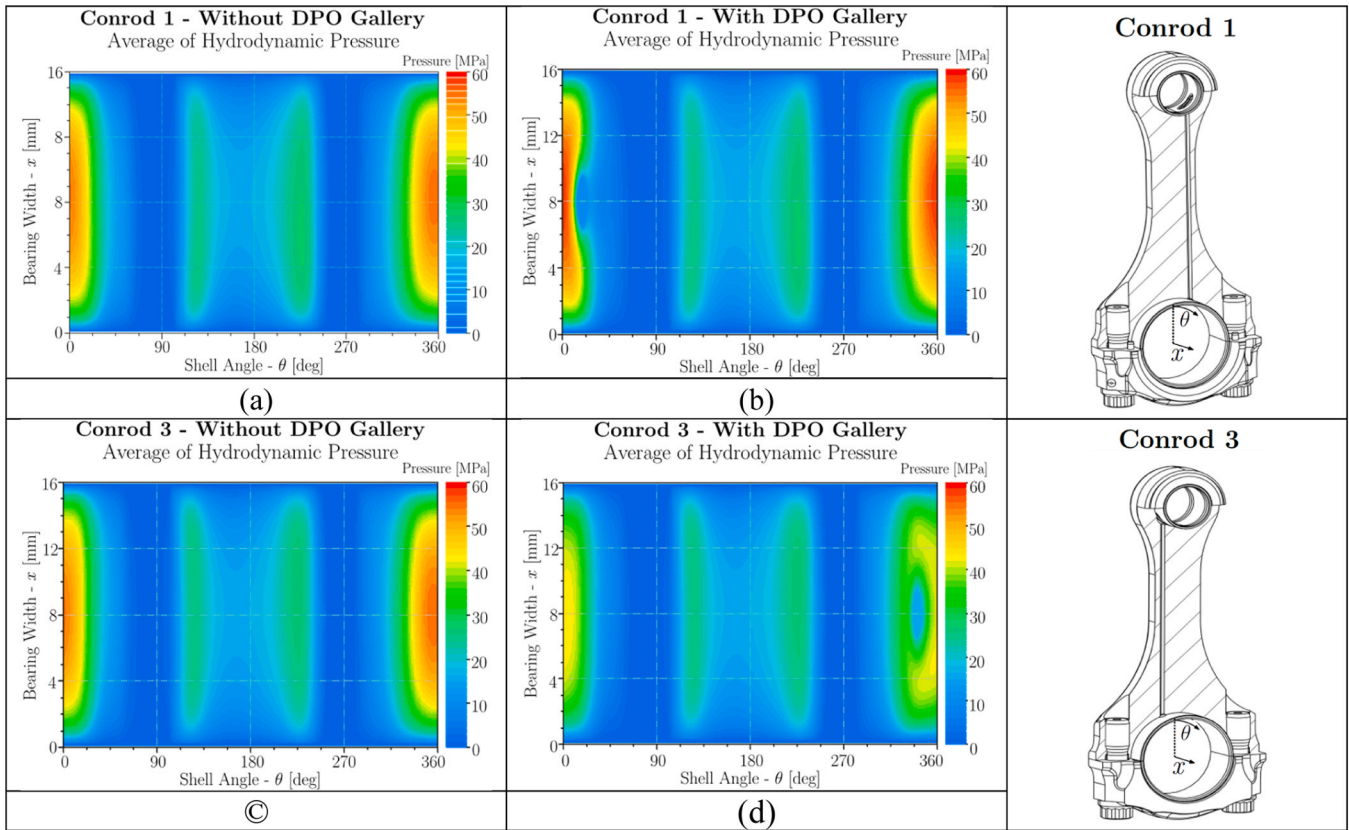 Conrod 1 - Without DPO Gallery
Average of Hydrodynamic Pressure
Pressure [MPa]
16
8
8
4
0
Bearing Width - x [mm]
0 90 180 270 360
Shell Angle - θ [deg]
60
50
40
30
20
10
0
(a)
Conrod 1 - With DPO Gallery
Average of Hydrodynamic Pressure
Pressure [MPa]
16
12
8
4
0
Bearing Width - x [mm]
0 90 180 270 360
Shell Angle - θ [deg]
60
50
40
30
20
10
0
(b)
Conrod 1
θ
x
Conrod 3 - Without DPO Gallery
Average of Hydrodynamic Pressure
Pressure [MPa]
16
12
8
4
0
Bearing Width - x [mm]
0 90 180 270 360
Shell Angle - θ [deg]
60
50
40
30
20
10
0
©
Conrod 3 - With DPO Gallery
Average of Hydrodynamic Pressure
Pressure [MPa]
16
12
8
4
0
Bearing Width - x [mm]
0 90 180 270 360
Shell Angle - θ [deg]
60
50
40
30
20
10
0
(d)
Conrod 3
θ
x